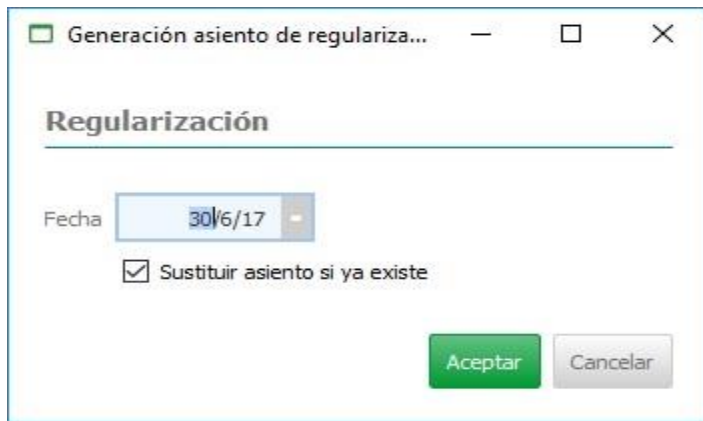 Generación asiento de regulariza...
Regularización
Fecha 30/6/17
Sustituir asiento si ya existe
Aceptar Cancelar